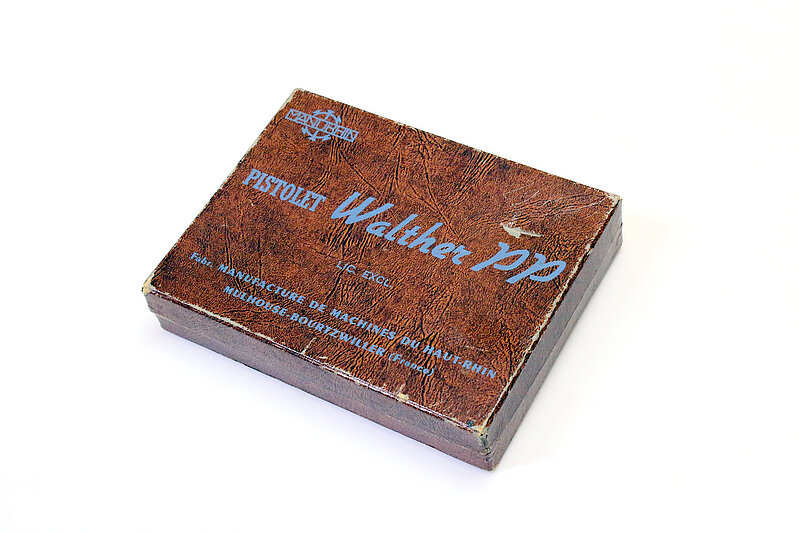 MANURHIN
PISTOLET Walther PP
LIC. EXCL.
Fabr. MANUFACTURE DE MACHINES DU HAUT-RHIN
MULHOUSE-BOURTZWILLER (France)